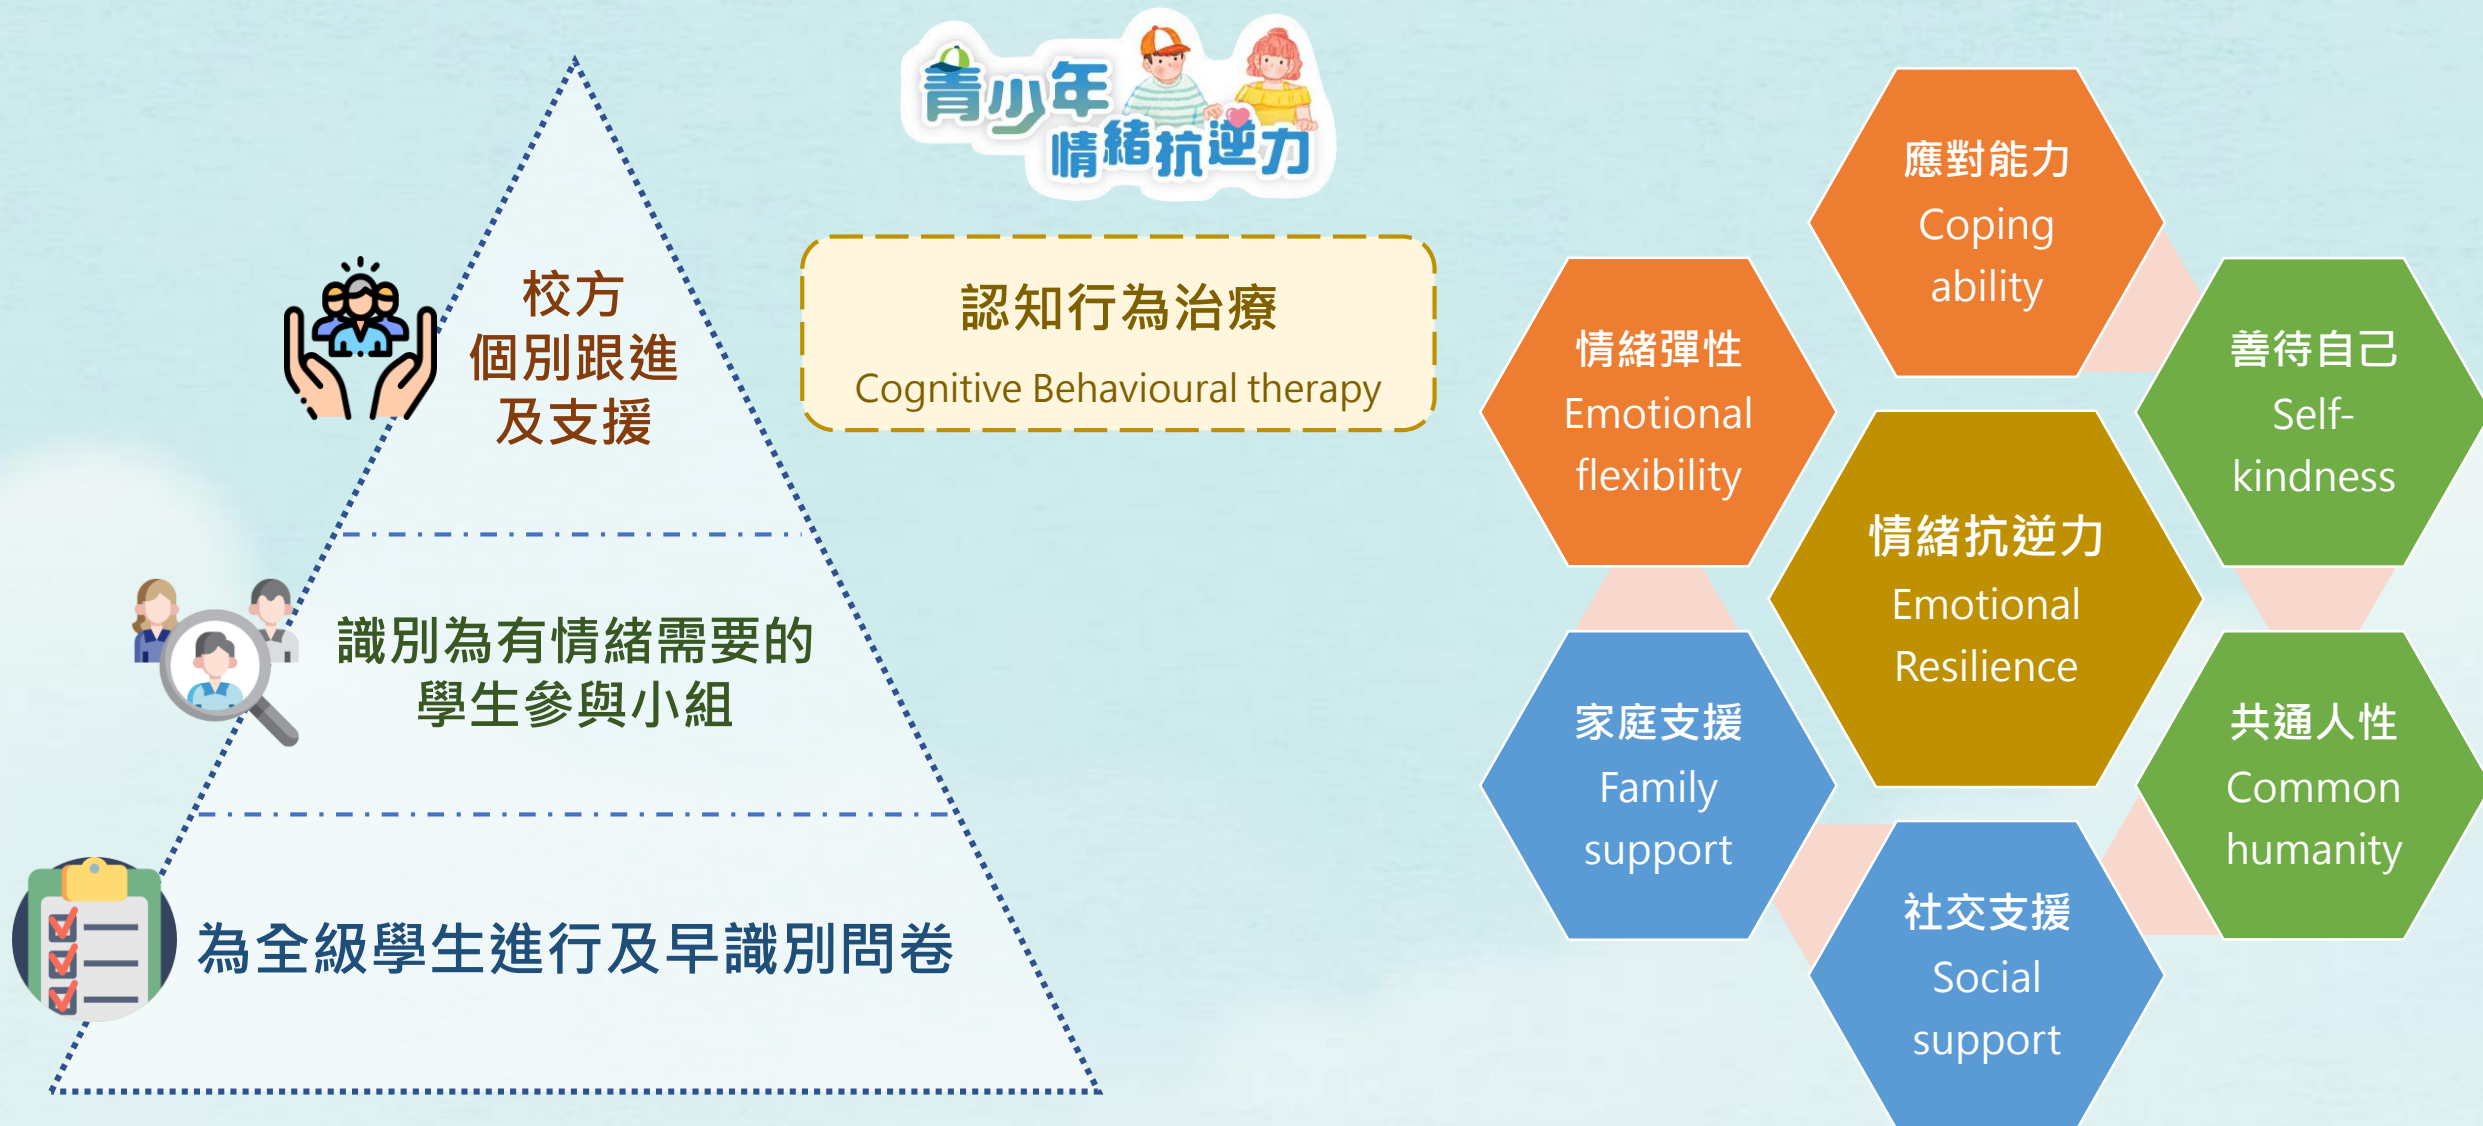 青少年
情緒抗逆力
校方
個別跟進
及支援
識別為有情緒需要的
學生參與小組
為全級學生進行及早識別問卷
認知行為治療
Cognitive Behavioural therapy
應對能力
Coping
ability
情緒彈性
Emotional
flexibility
善待自己
Self-
kindness
情緒抗逆力
Emotional
Resilience
家庭支援
Family
support
共通人性
Common
humanity
社交支援
Social
support